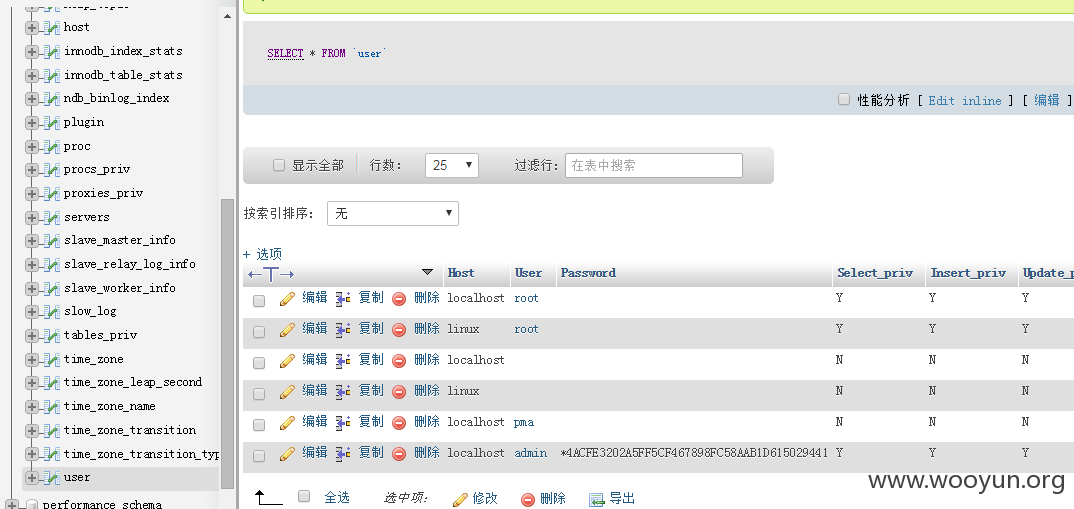 host
innodb_index_stats
innodb_table_stats
ndb_binlog_index
plugin
proc
procs_priv
proxies_priv
servers
slave_master_info
slave_relay_log_info
slave_worker_info
slow_log
tables_priv
time_zone
time_zone_leap_second
time_zone_name
time_zone_transition
time_zone_transition_typ
user
performance_schema
SELECT * FROM `user`
性能分析 [ Edit inline ] [ 编辑 ]
显示全部 行数： 25 过滤行： 在表中搜索
按索引排序： 无
+ 选项
←T→ Host User Password Select_priv Insert_priv Update_p
编辑 复制 删除 localhost root Y Y Y
编辑 复制 删除 linux root Y Y Y
编辑 复制 删除 localhost N N N
编辑 复制 删除 linux N N N
编辑 复制 删除 localhost pma N N N
编辑 复制 删除 localhost admin *4ACFE3202A5FF5CF467898FC58AAB1D615029441 Y Y Y
全选 选中项： 修改 删除 导出
www.wooyun.org